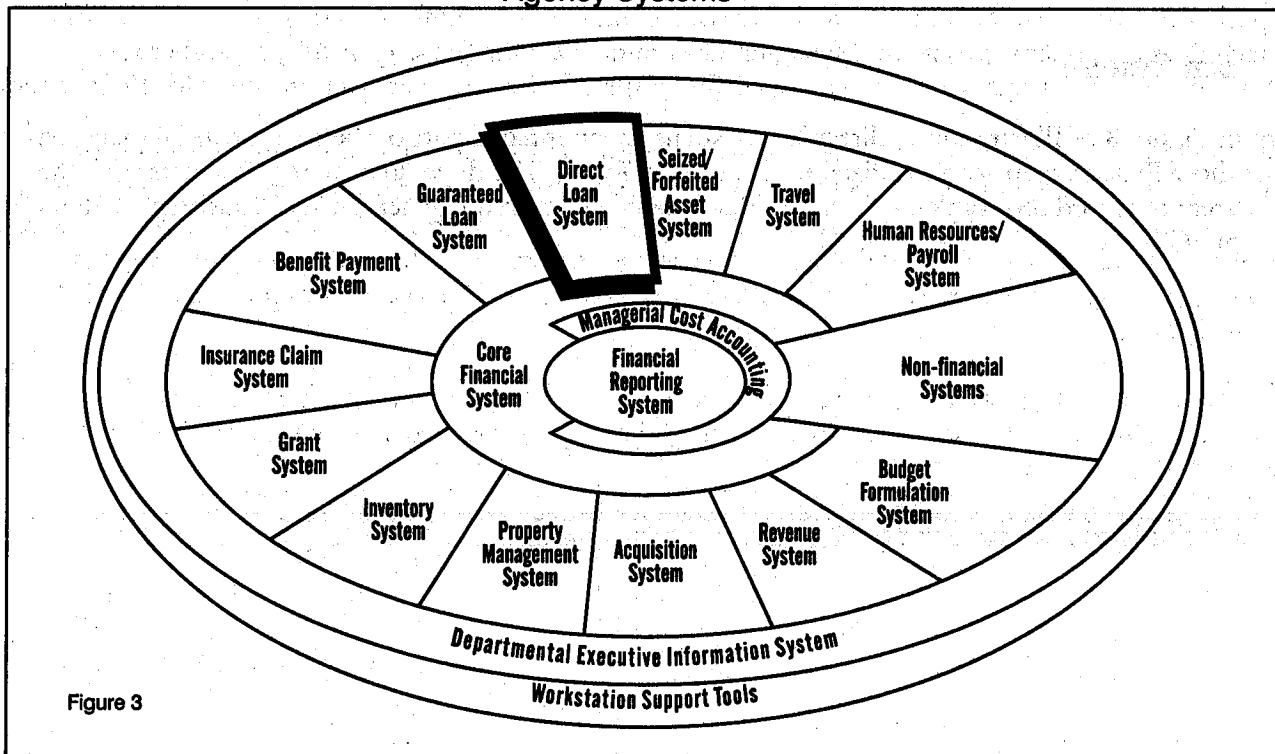 Agency Systems
Direct
Loan
System
Seized/
Forfeited
Asset
System
Travel
System
Human Resources/
Payroll
System
Non-financial
Systems
Budget
Formulation
System
Revenue
System
Acquisition
System
Property
Management
System
Inventory
System
Grant
System
Insurance Claim
System
Benefit Payment
System
Guaranteed
Loan
System
Core
Financial
System
Managerial Cost Accounting
Financial
Reporting
System
Departmental Executive Information System
Workstation Support Tools
Figure 3